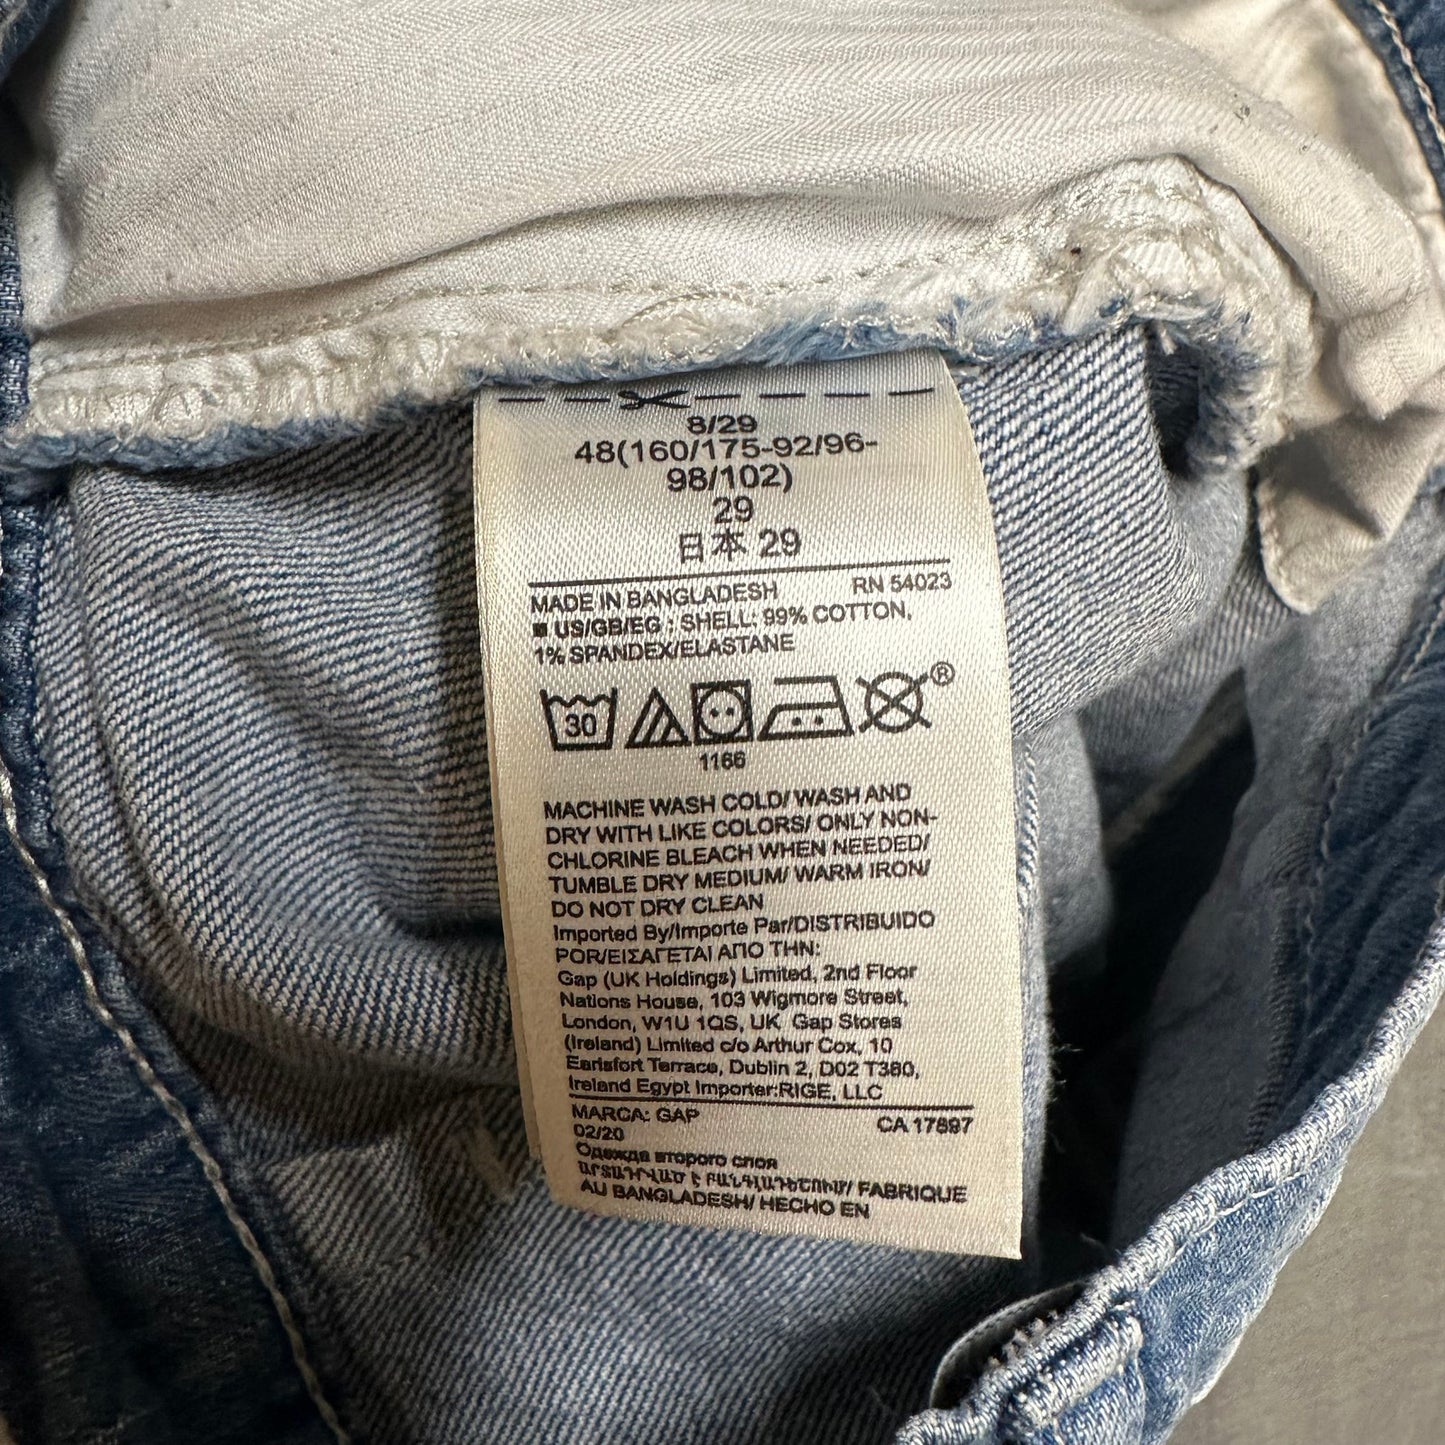 8/29
48(160/175-92/96-
98/102)
29
日本 29
MADE IN BANGLADESH RN 54023
■ US/GB/EG : SHELL: 99% COTTON,
1% SPANDEX/ELASTANE
30 ®
1166
MACHINE WASH COLD/ WASH AND
DRY WITH LIKE COLORS/ ONLY NON-
CHLORINE BLEACH WHEN NEEDED/
TUMBLE DRY MEDIUM/ WARM IRON/
DO NOT DRY CLEAN
Imported By/Importe Par/DISTRIBUIDO
POR/ΕΙΣΑΓΕΤΑΙ ΑΠΟ ΤΗΝ:
Gap (UK Holdings) Limited, 2nd Floor
Nations House, 103 Wigmore Street,
London, W1U 1QS, UK Gap Stores
(Ireland) Limited c/o Arthur Cox, 10
Earlsfort Terrace, Dublin 2, D02 T380,
Ireland Egypt Importer:RIGE, LLC
MARCA: GAP CA 17897
02/20
Одежда второго слоя
ԱՐՏԱԴՐՎԱԾ Է ԲԱՆԳԼԱԴԵՇՈՒՄ/ FABRIQUE
AU BANGLADESH/ HECHO EN